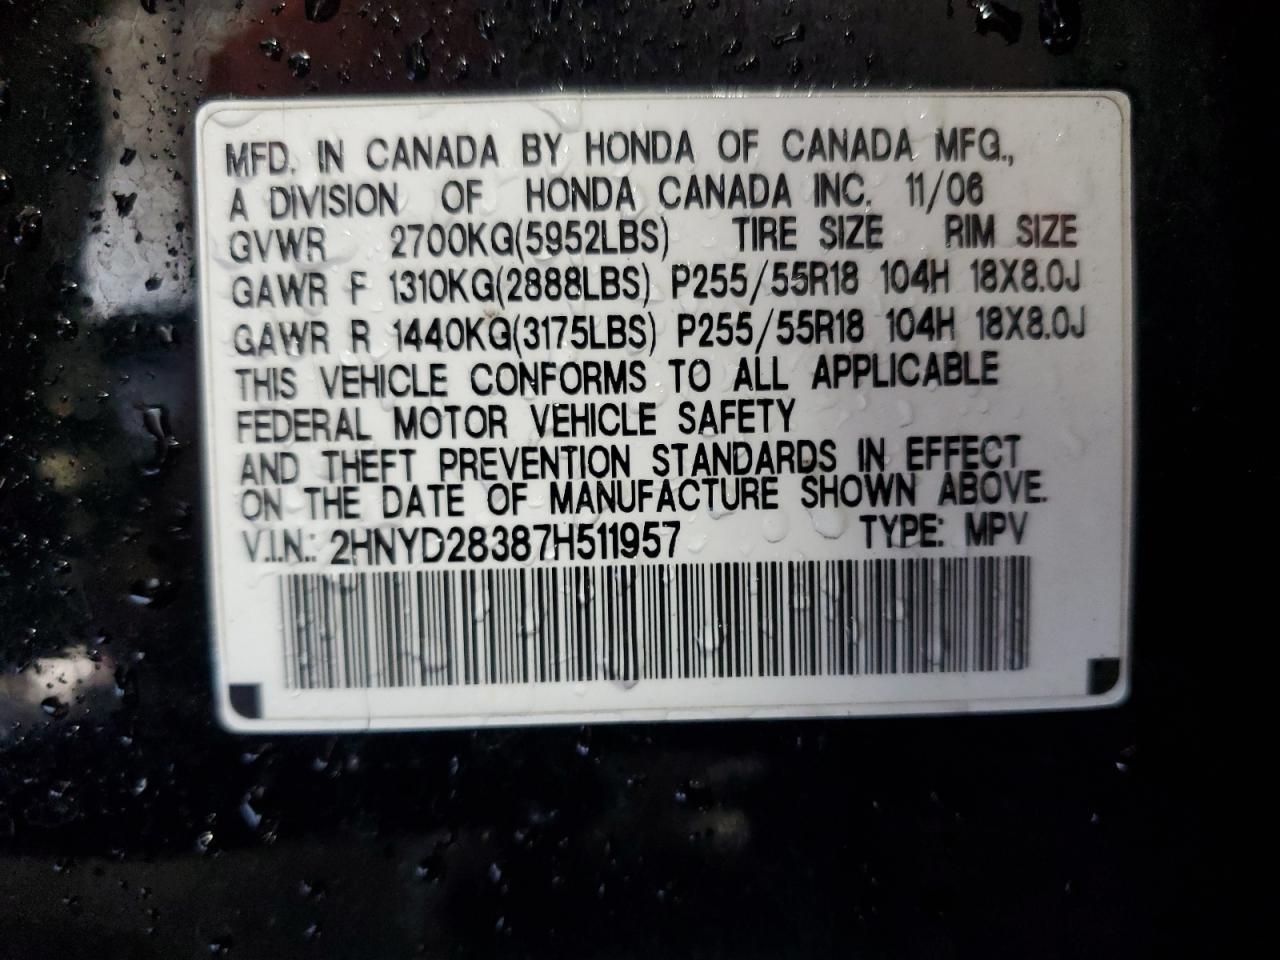 MFD. IN CANADA BY HONDA OF CANADA MFG.,
A DIVISION OF HONDA CANADA INC. 11/06
GVWR 2700KG(5952LBS) TIRE SIZE RIM SIZE
GAWR F 1310KG(2888LBS) P255/55R18 104H 18X8.0J
GAWR R 1440KG(3175LBS) P255/55R18 104H 18X8.0J
THIS VEHICLE CONFORMS TO ALL APPLICABLE
FEDERAL MOTOR VEHICLE SAFETY
AND THEFT PREVENTION STANDARDS IN EFFECT
ON THE DATE OF MANUFACTURE SHOWN ABOVE.
V.I.N.: 2HNYD28387H511957 TYPE: MPV